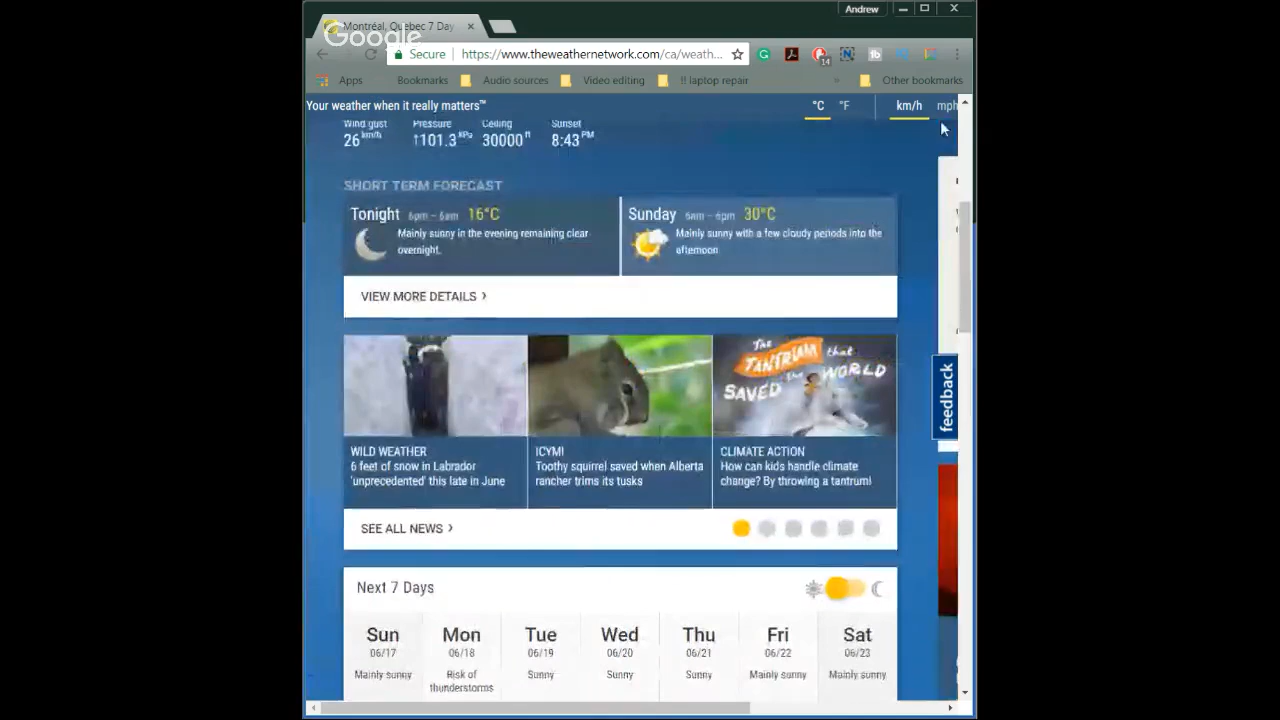 Andrew
Montréal, Quebec 7 Day
Google
Secure https://www.theweathernetwork.com/ca/weath...
14
Apps Bookmarks Audio sources Video editing !! laptop repair » Other bookmarks
Your weather when it really matters™ °C °F km/h mph
Wind gust Pressure Ceiling Sunset
26 km/h ↑101.3 kPa 30000 ft 8:43 PM
SHORT TERM FORECAST
Tonight 6pm – 6am 16°C
Mainly sunny in the evening remaining clear
overnight.
Sunday 6am – 6pm 30°C
Mainly sunny with a few cloudy periods into the
afternoon
VIEW MORE DETAILS ›
The TANTRUM that
SAVED the WORLD
feedback
WILD WEATHER
6 feet of snow in Labrador
'unprecedented' this late in June
ICYMI
Toothy squirrel saved when Alberta
rancher trims its tusks
CLIMATE ACTION
How can kids handle climate
change? By throwing a tantrum!
SEE ALL NEWS ›
Next 7 Days
Sun Mon Tue Wed Thu Fri Sat
06/17 06/18 06/19 06/20 06/21 06/22 06/23
Mainly sunny Risk of Sunny Sunny Sunny Mainly sunny Mainly sunny
thunderstorms